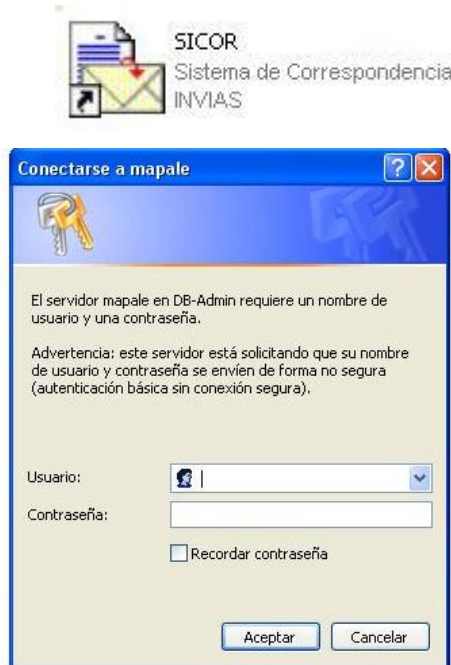 SICOR
Sistema de Correspondencia
INVIAS
Conectarse a mapale
El servidor mapale en DB-Admin requiere un nombre de
usuario y una contraseña.
Advertencia: este servidor está solicitando que su nombre
de usuario y contraseña se envíen de forma no segura
(autenticación básica sin conexión segura).
Usuario:
Contraseña:
Recordar contraseña
Aceptar Cancelar